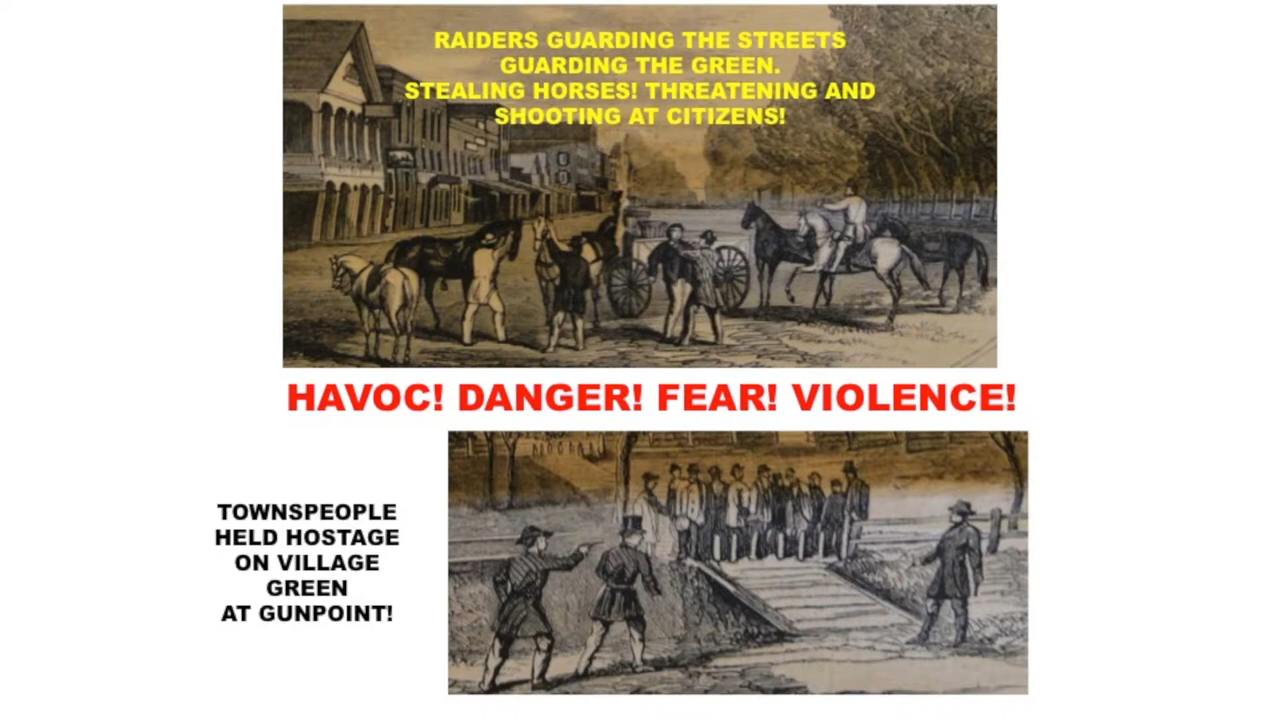 RAIDERS GUARDING THE STREETS
GUARDING THE GREEN.
STEALING HORSES! THREATENING AND
SHOOTING AT CITIZENS!
HAVOC! DANGER! FEAR! VIOLENCE!
TOWNSPEOPLE
HELD HOSTAGE
ON VILLAGE
GREEN
AT GUNPOINT!